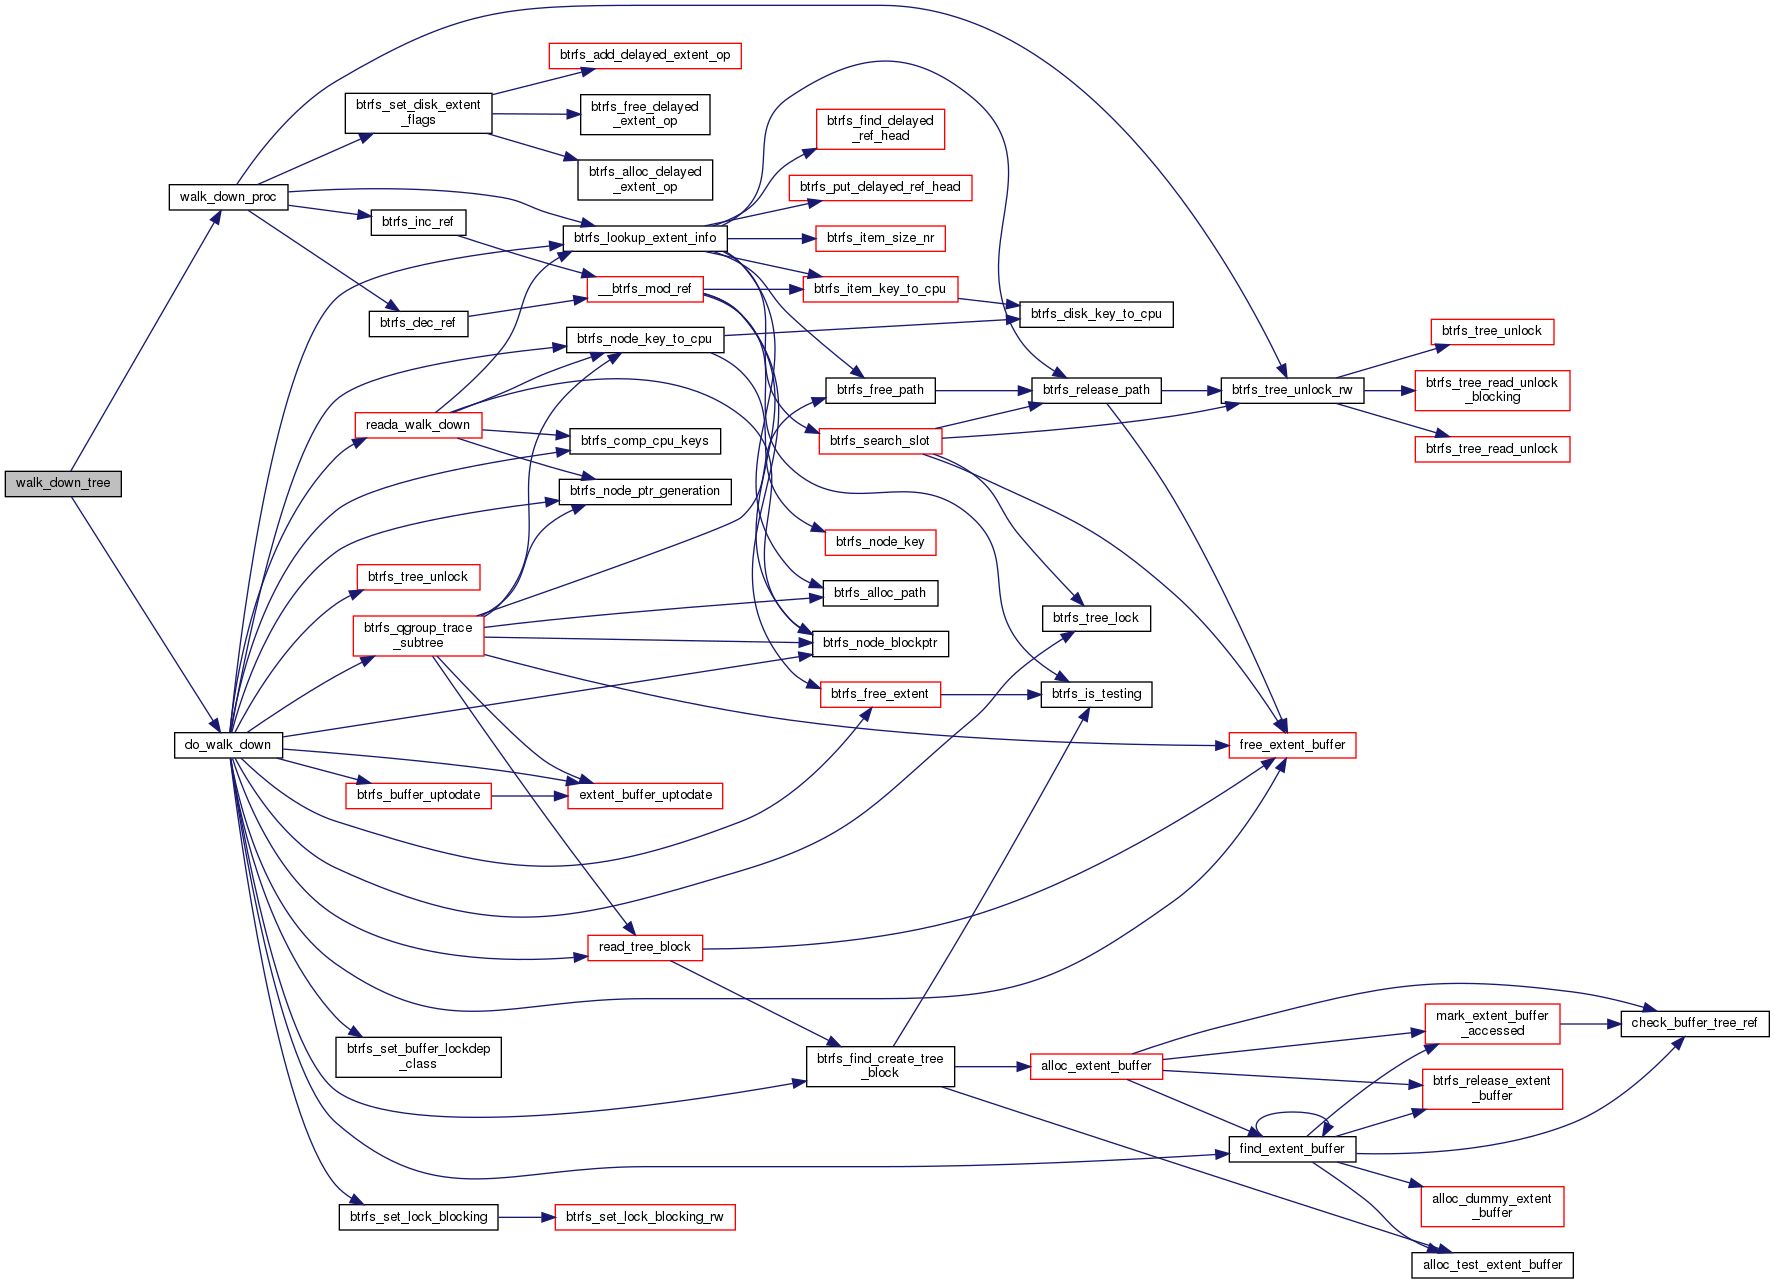 walk_down_tree
walk_down_proc
do_walk_down
btrfs_set_disk_extent
_flags
btrfs_inc_ref
btrfs_dec_ref
reada_walk_down
btrfs_tree_unlock
btrfs_qgroup_trace
_subtree
btrfs_buffer_uptodate
btrfs_set_buffer_lockdep
_class
btrfs_set_lock_blocking
btrfs_add_delayed_extent_op
btrfs_free_delayed
_extent_op
btrfs_alloc_delayed
_extent_op
btrfs_lookup_extent_info
__btrfs_mod_ref
btrfs_node_key_to_cpu
btrfs_comp_cpu_keys
btrfs_node_ptr_generation
extent_buffer_uptodate
read_tree_block
btrfs_set_lock_blocking_rw
btrfs_find_delayed
_ref_head
btrfs_put_delayed_ref_head
btrfs_item_size_nr
btrfs_item_key_to_cpu
btrfs_free_path
btrfs_search_slot
btrfs_node_key
btrfs_alloc_path
btrfs_node_blockptr
btrfs_free_extent
btrfs_find_create_tree
_block
btrfs_disk_key_to_cpu
btrfs_release_path
btrfs_tree_lock
btrfs_is_testing
alloc_extent_buffer
btrfs_tree_unlock_rw
free_extent_buffer
find_extent_buffer
btrfs_tree_unlock
btrfs_tree_read_unlock
_blocking
btrfs_tree_read_unlock
mark_extent_buffer
_accessed
btrfs_release_extent
_buffer
alloc_dummy_extent
_buffer
alloc_test_extent_buffer
check_buffer_tree_ref